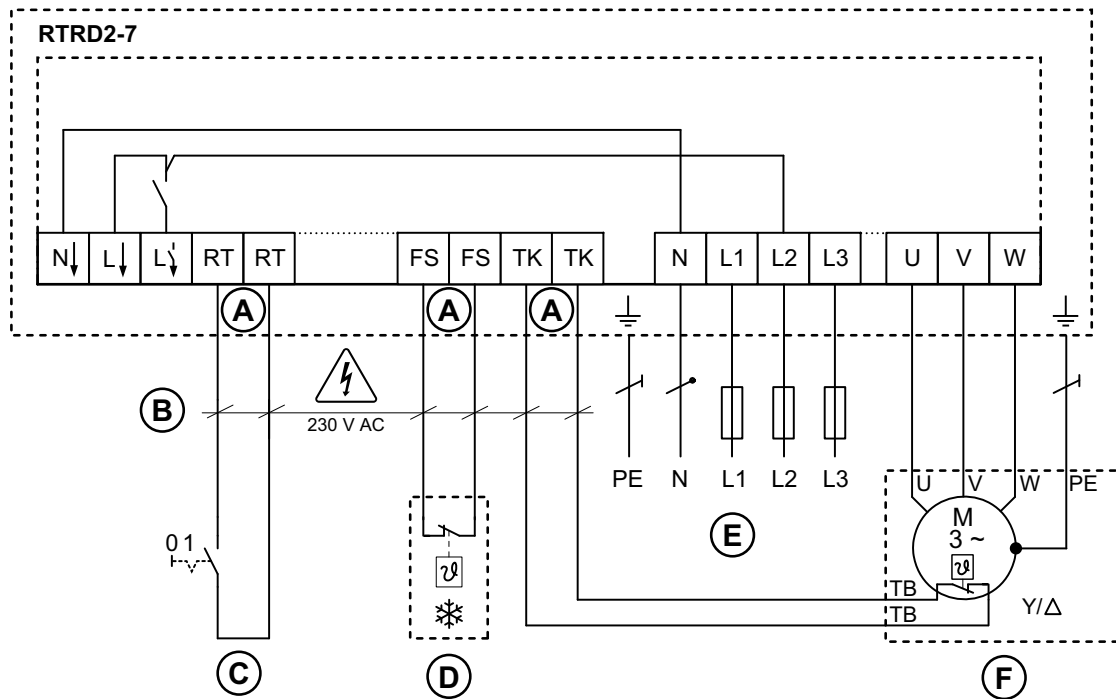 RTRD2-7
N L L RT RT FS FS TK TK N L1 L2 L3 U V W
A A A
B
230 V AC
PE N L1 L2 L3
U V W PE
M
3 ~
0 1
E
ϑ
ϑ
TB
TB
Y/Δ
C D F